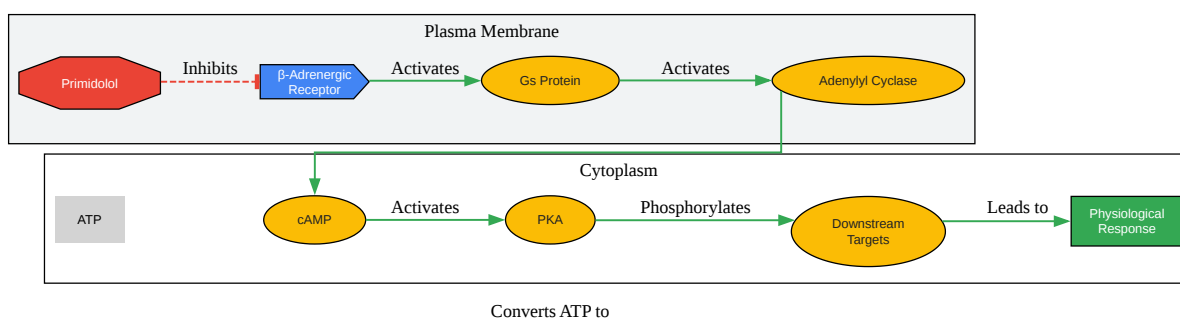 Plasma Membrane
Primidolol
Inhibits
β-Adrenergic
Receptor
Activates
Gs Protein
Activates
Adenylyl Cyclase
Cytoplasm
ATP
cAMP
Activates
PKA
Phosphorylates
Downstream
Targets
Leads to
Physiological
Response
Converts ATP to